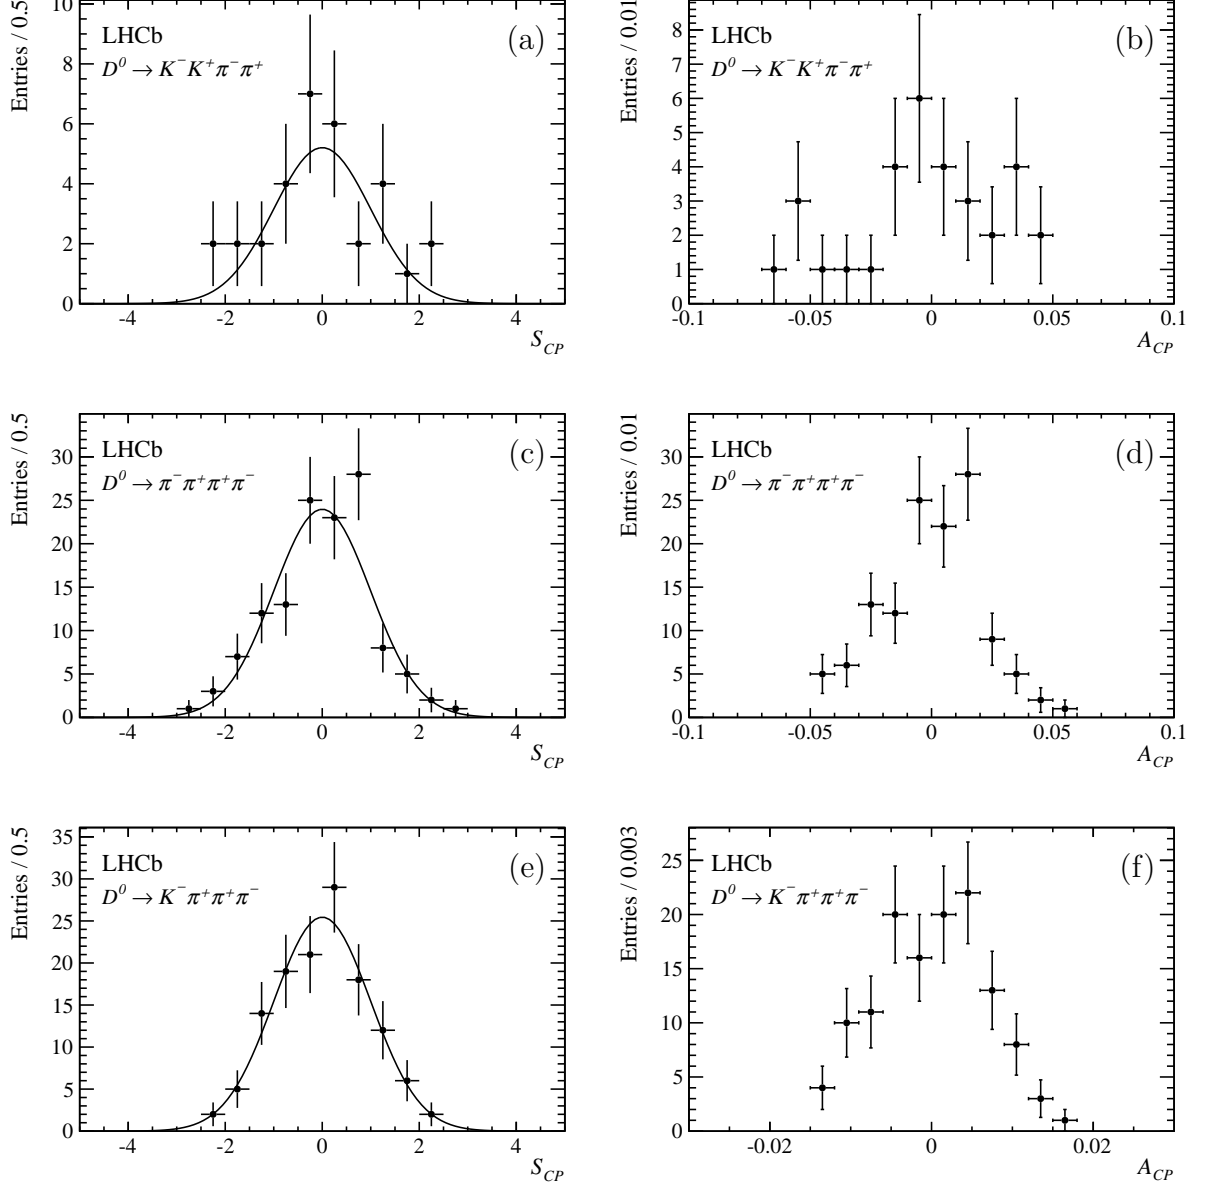 Entries / 0.5
10
8
6
4
2
0
LHCb
(a)
D⁰ → K⁻K⁺π⁻π⁺
-4 -2 0 2 4
S_CP
Entries / 0.01
8
7
6
5
4
3
2
1
0
LHCb
(b)
D⁰ → K⁻K⁺π⁻π⁺
-0.1 -0.05 0 0.05 0.1
A_CP
Entries / 0.5
30
25
20
15
10
5
0
LHCb
(c)
D⁰ → π⁻π⁺π⁺π⁻
-4 -2 0 2 4
S_CP
Entries / 0.01
30
25
20
15
10
5
0
LHCb
(d)
D⁰ → π⁻π⁺π⁺π⁻
-0.1 -0.05 0 0.05 0.1
A_CP
Entries / 0.5
35
30
25
20
15
10
5
0
LHCb
(e)
D⁰ → K⁻π⁺π⁺π⁻
-4 -2 0 2 4
S_CP
Entries / 0.003
25
20
15
10
5
0
LHCb
(f)
D⁰ → K⁻π⁺π⁺π⁻
-0.02 0 0.02
A_CP